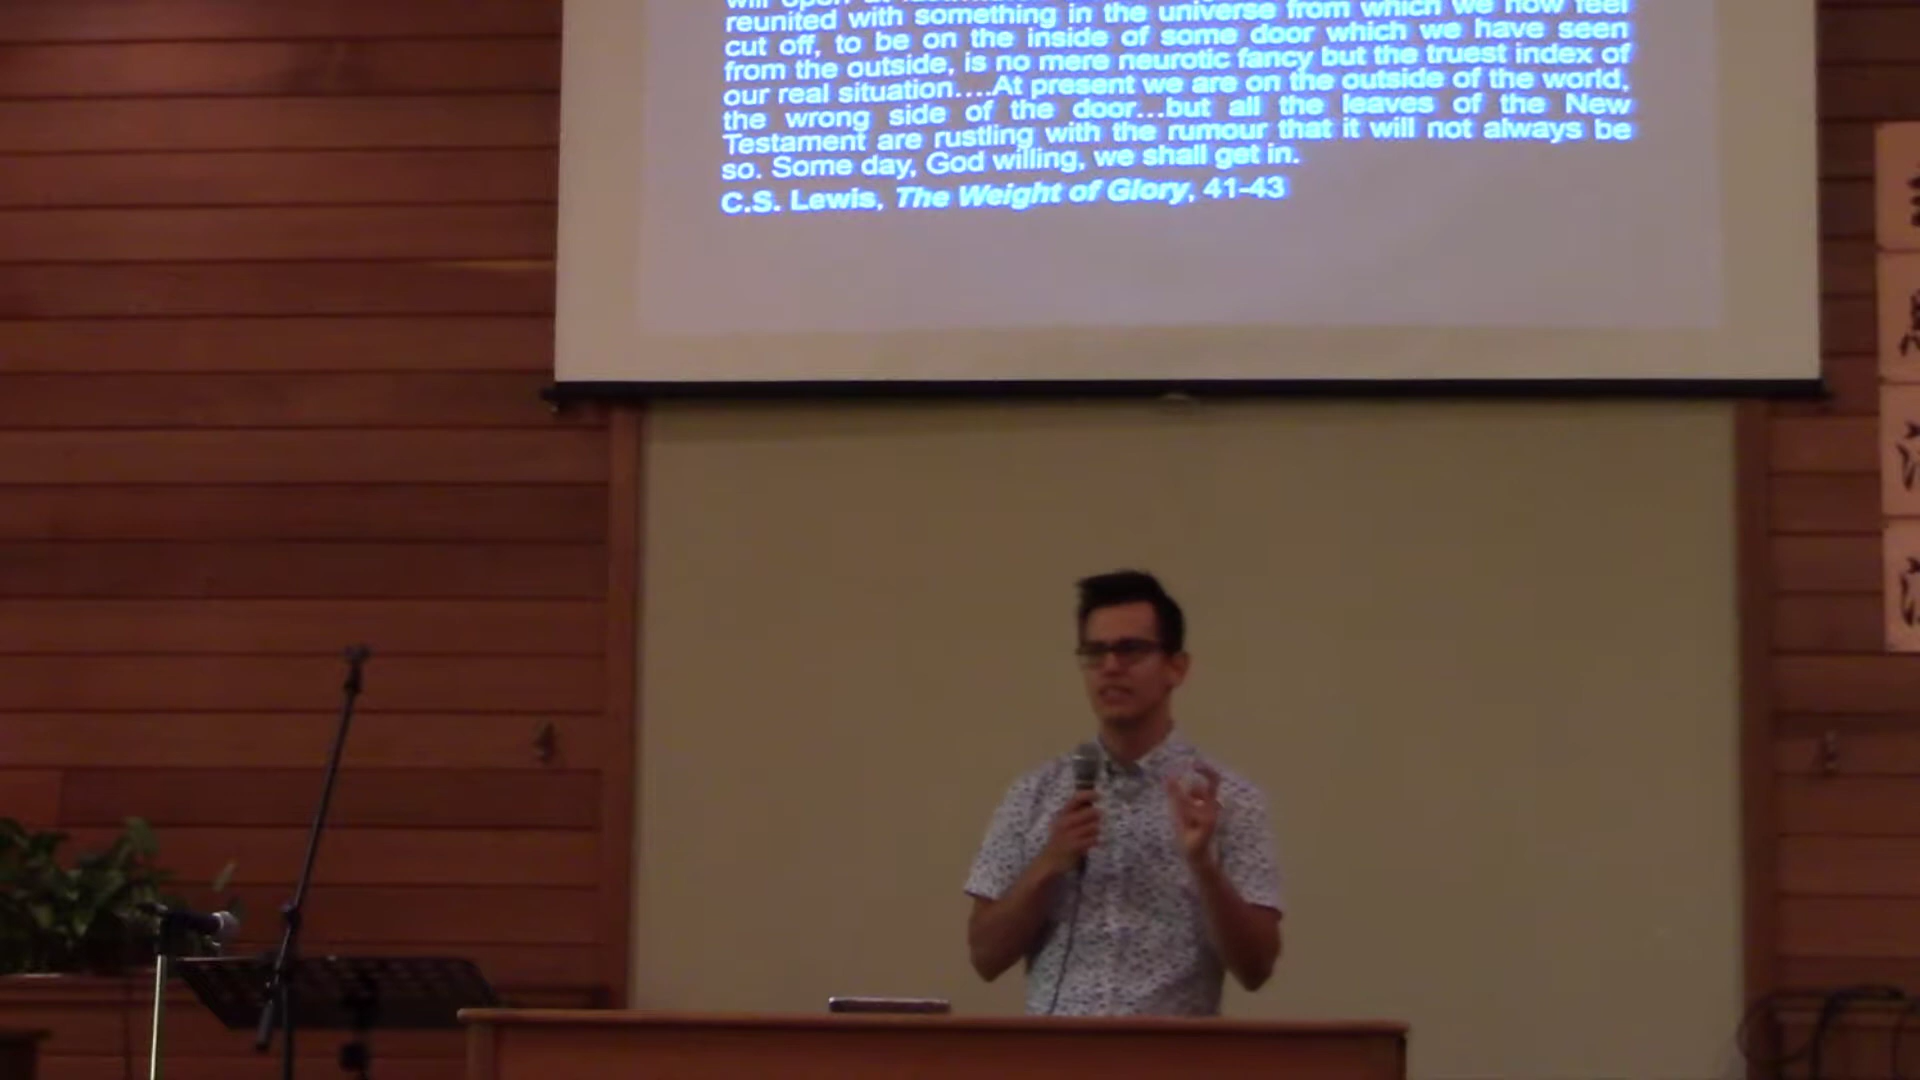 will open at last
reunited with something in the universe from which we now feel
cut off, to be on the inside of some door which we have seen
from the outside, is no mere neurotic fancy but the truest index of
our real situation....At present we are on the outside of the world,
the wrong side of the door...but all the leaves of the New
Testament are rustling with the rumour that it will not always be
so. Some day, God willing, we shall get in.
C.S. Lewis, The Weight of Glory, 41-43